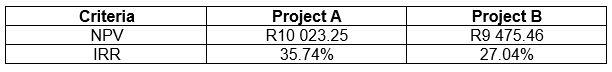 Criteria Project A Project B
NPV R10 023.25 R9 475.46
IRR 35.74% 27.04%